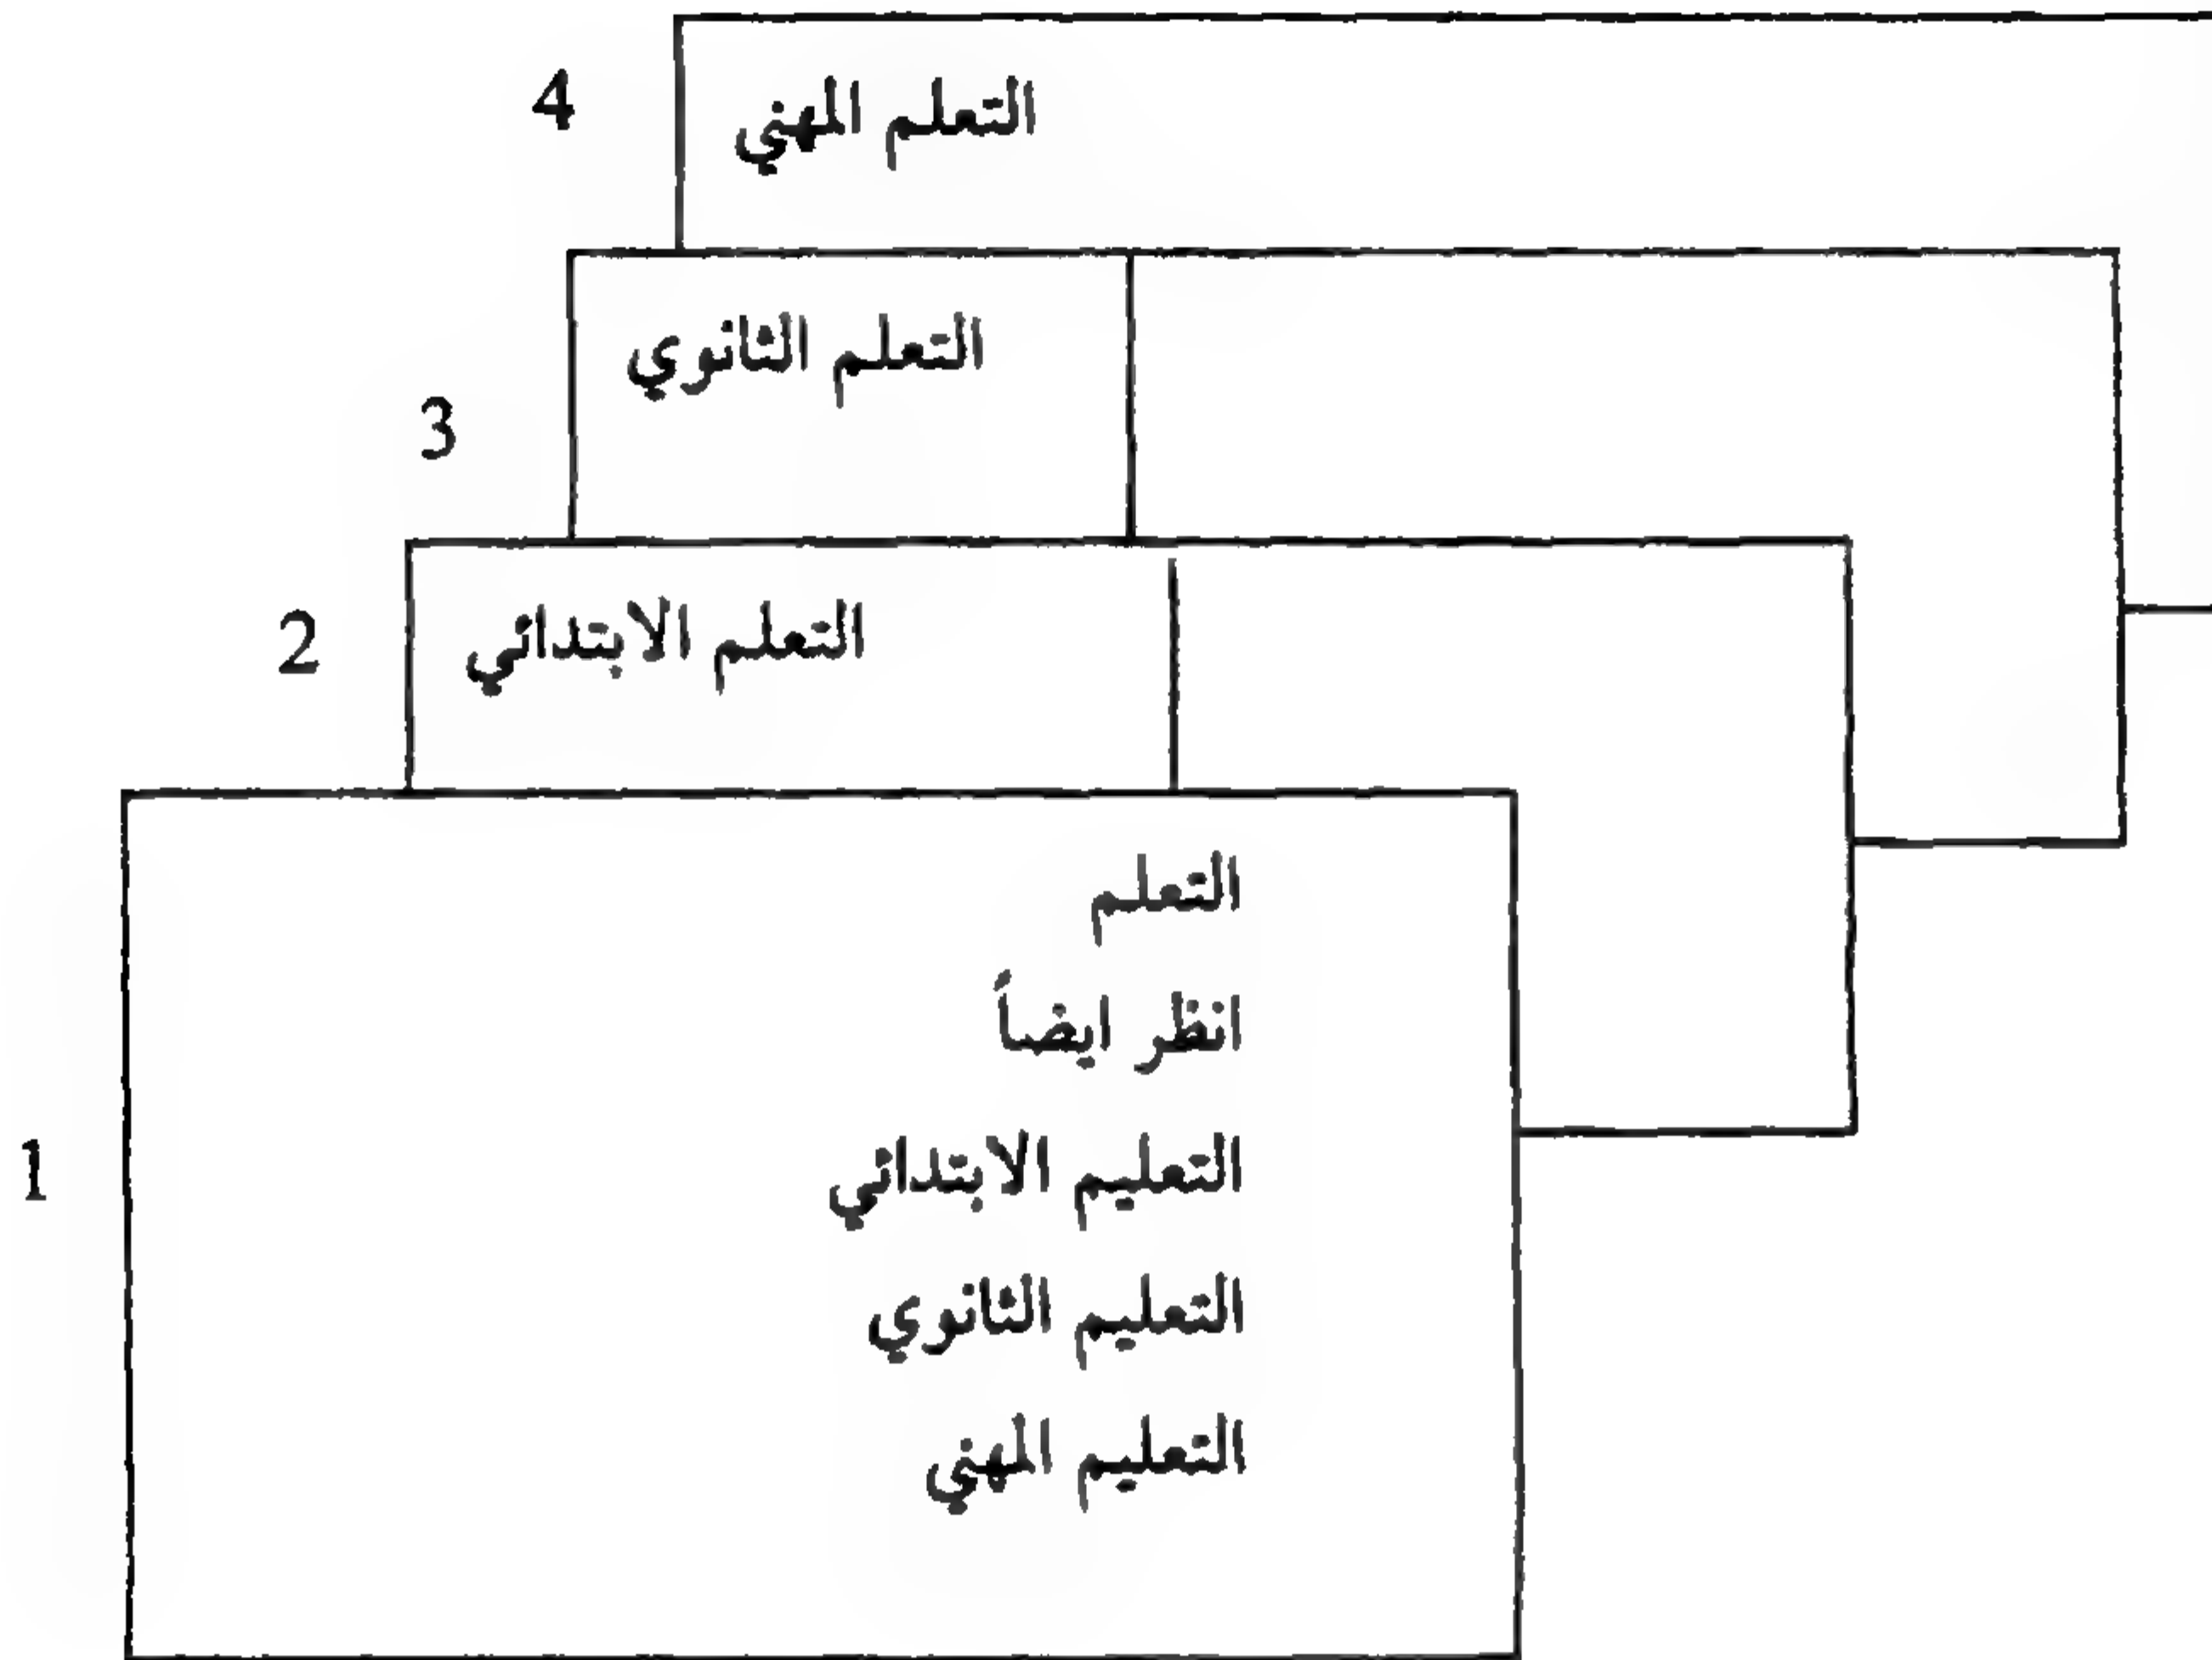 4
التعلم المهني
التعلم الثانوي
3
التعلم الابتدائي
2
التعلم
انظر ايضاً
التعليم الابتدائي
1
التعليم الثانوي
التعليم المهني